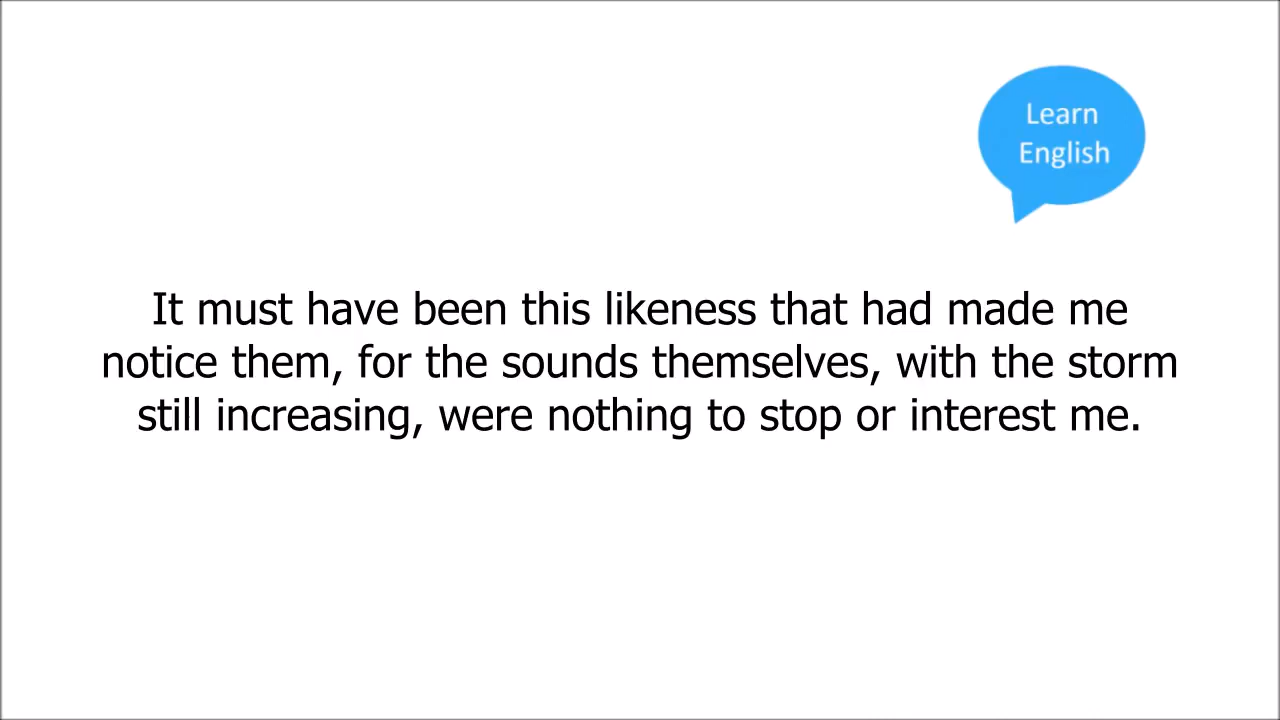 Learn
English
It must have been this likeness that had made me
notice them, for the sounds themselves, with the storm
still increasing, were nothing to stop or interest me.